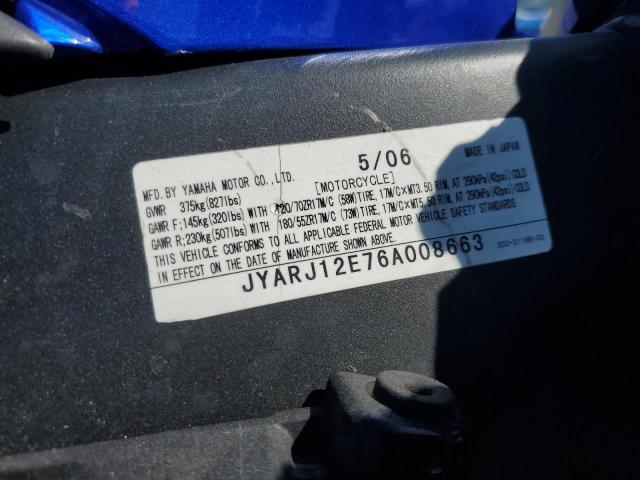 5/06 MADE IN JAPAN
MFD.BY YAMAHA MOTOR CO.,LTD.
[MOTORCYCLE]
GVWR 375kg(827lbs)
GAWR F;145kg(320lbs)WITH 120/70ZR17M/C (58W)TIRE, 17M/C×MT3.50 RIM, AT 290kPa(42psi)COLD
GAWR R;230kg(507lbs)WITH 180/55ZR17M/C (73W)TIRE, 17M/C×MT5.50 RIM, AT 290kPa(42psi)COLD
THIS VEHICLE CONFORMS TO ALL APPLICABLE FEDERAL MOTOR VEHICLE SAFETY STANDARDS
IN EFFECT ON THE DATE OF MANUFACTURE SHOWN ABOVE.
JYARJ12E76A008663